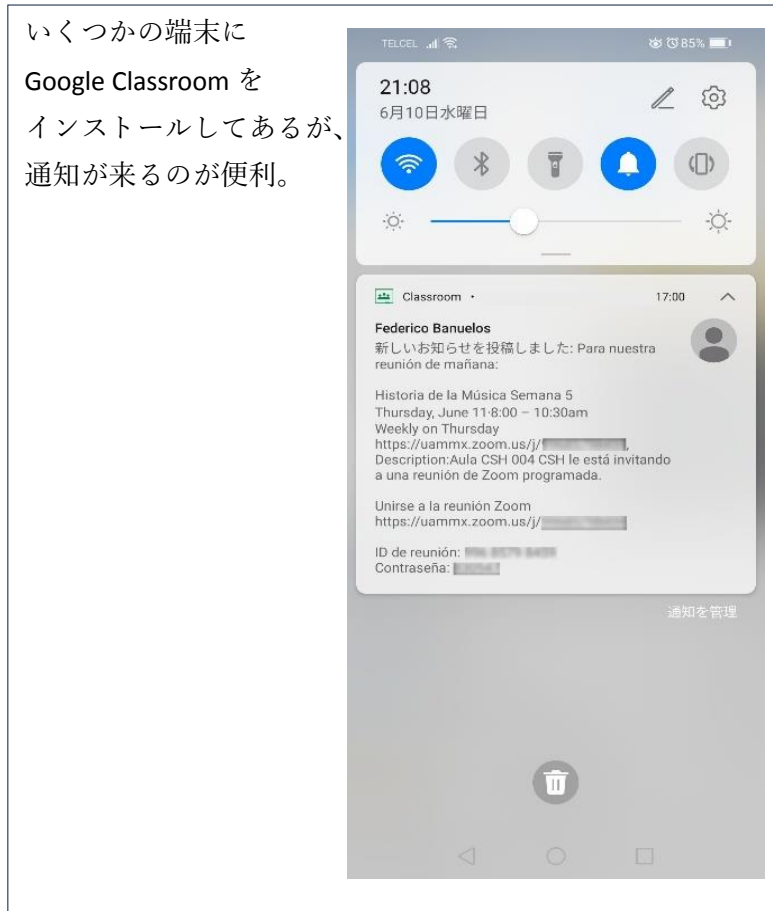 いくつかの端末に
Google Classroom を
インストールしてあるが、
通知が来るのが便利。
TELCEL 85%
21:08
6月10日水曜日
Classroom • 17:00
Federico Banuelos
新しいお知らせを投稿しました: Para nuestra
reunión de mañana:
Historia de la Música Semana 5
Thursday, June 11·8:00 – 10:30am
Weekly on Thursday
https://uammx.zoom.us/j/
Description:Aula CSH 004 CSH le está invitando
a una reunión de Zoom programada.
Unirse a la reunión Zoom
https://uammx.zoom.us/j/
ID de reunión:
Contraseña:
通知を管理